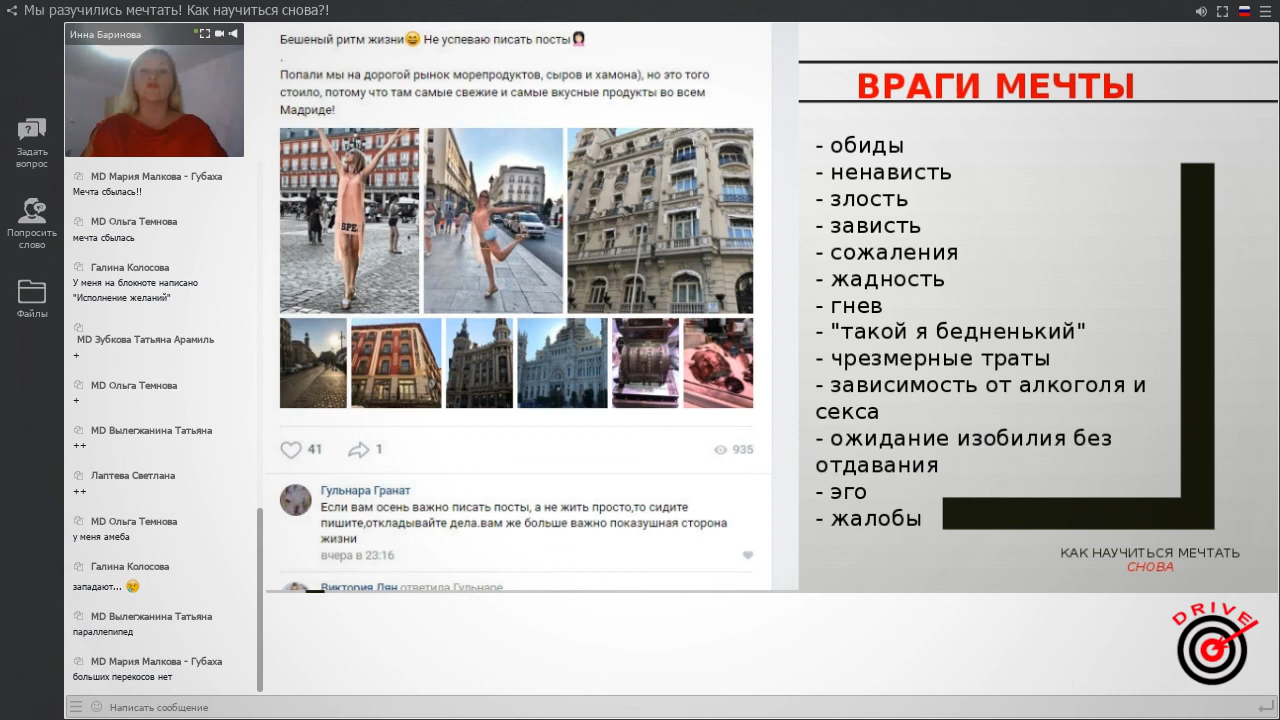 Мы разучились мечтать! Как научиться снова?!
Инна Баринова
Задать
вопрос
Попросить
слово
Файлы
MD Мария Малкова - Губаха
Мечта сбылась!!
MD Ольга Темнова
мечта сбылась
Галина Колосова
У меня на блокноте написано
"Исполнение желаний"
MD Зубкова Татьяна Арамиль
+
MD Ольга Темнова
+
MD Вылегжанина Татьяна
++
Лаптева Светлана
++
MD Ольга Темнова
у меня амеба
Галина Колосова
западают...
MD Вылегжанина Татьяна
параллепипед
MD Мария Малкова - Губаха
больших перекосов нет
Написать сообщение
Бешеный ритм жизни😄 Не успеваю писать посты🤦🏻‍♀️
.
Попали мы на дорогой рынок морепродуктов, сыров и хамона), но это того
стоило, потому что там самые свежие и самые вкусные продукты во всем
Мадриде!
41
1
935
Гульнара Гранат
Если вам осень важно писать посты, а не жить просто,то сидите
пишите,откладывайте дела.вам же больше важно показушная сторона
жизни
вчера в 23:16
Виктория Лян ответила Гульнаре
ВРАГИ МЕЧТЫ
- обиды
- ненависть
- злость
- зависть
- сожаления
- жадность
- гнев
- "такой я бедненький"
- чрезмерные траты
- зависимость от алкоголя и
секса
- ожидание изобилия без
отдавания
- эго
- жалобы
КАК НАУЧИТЬСЯ МЕЧТАТЬ
СНОВА
DRIVE